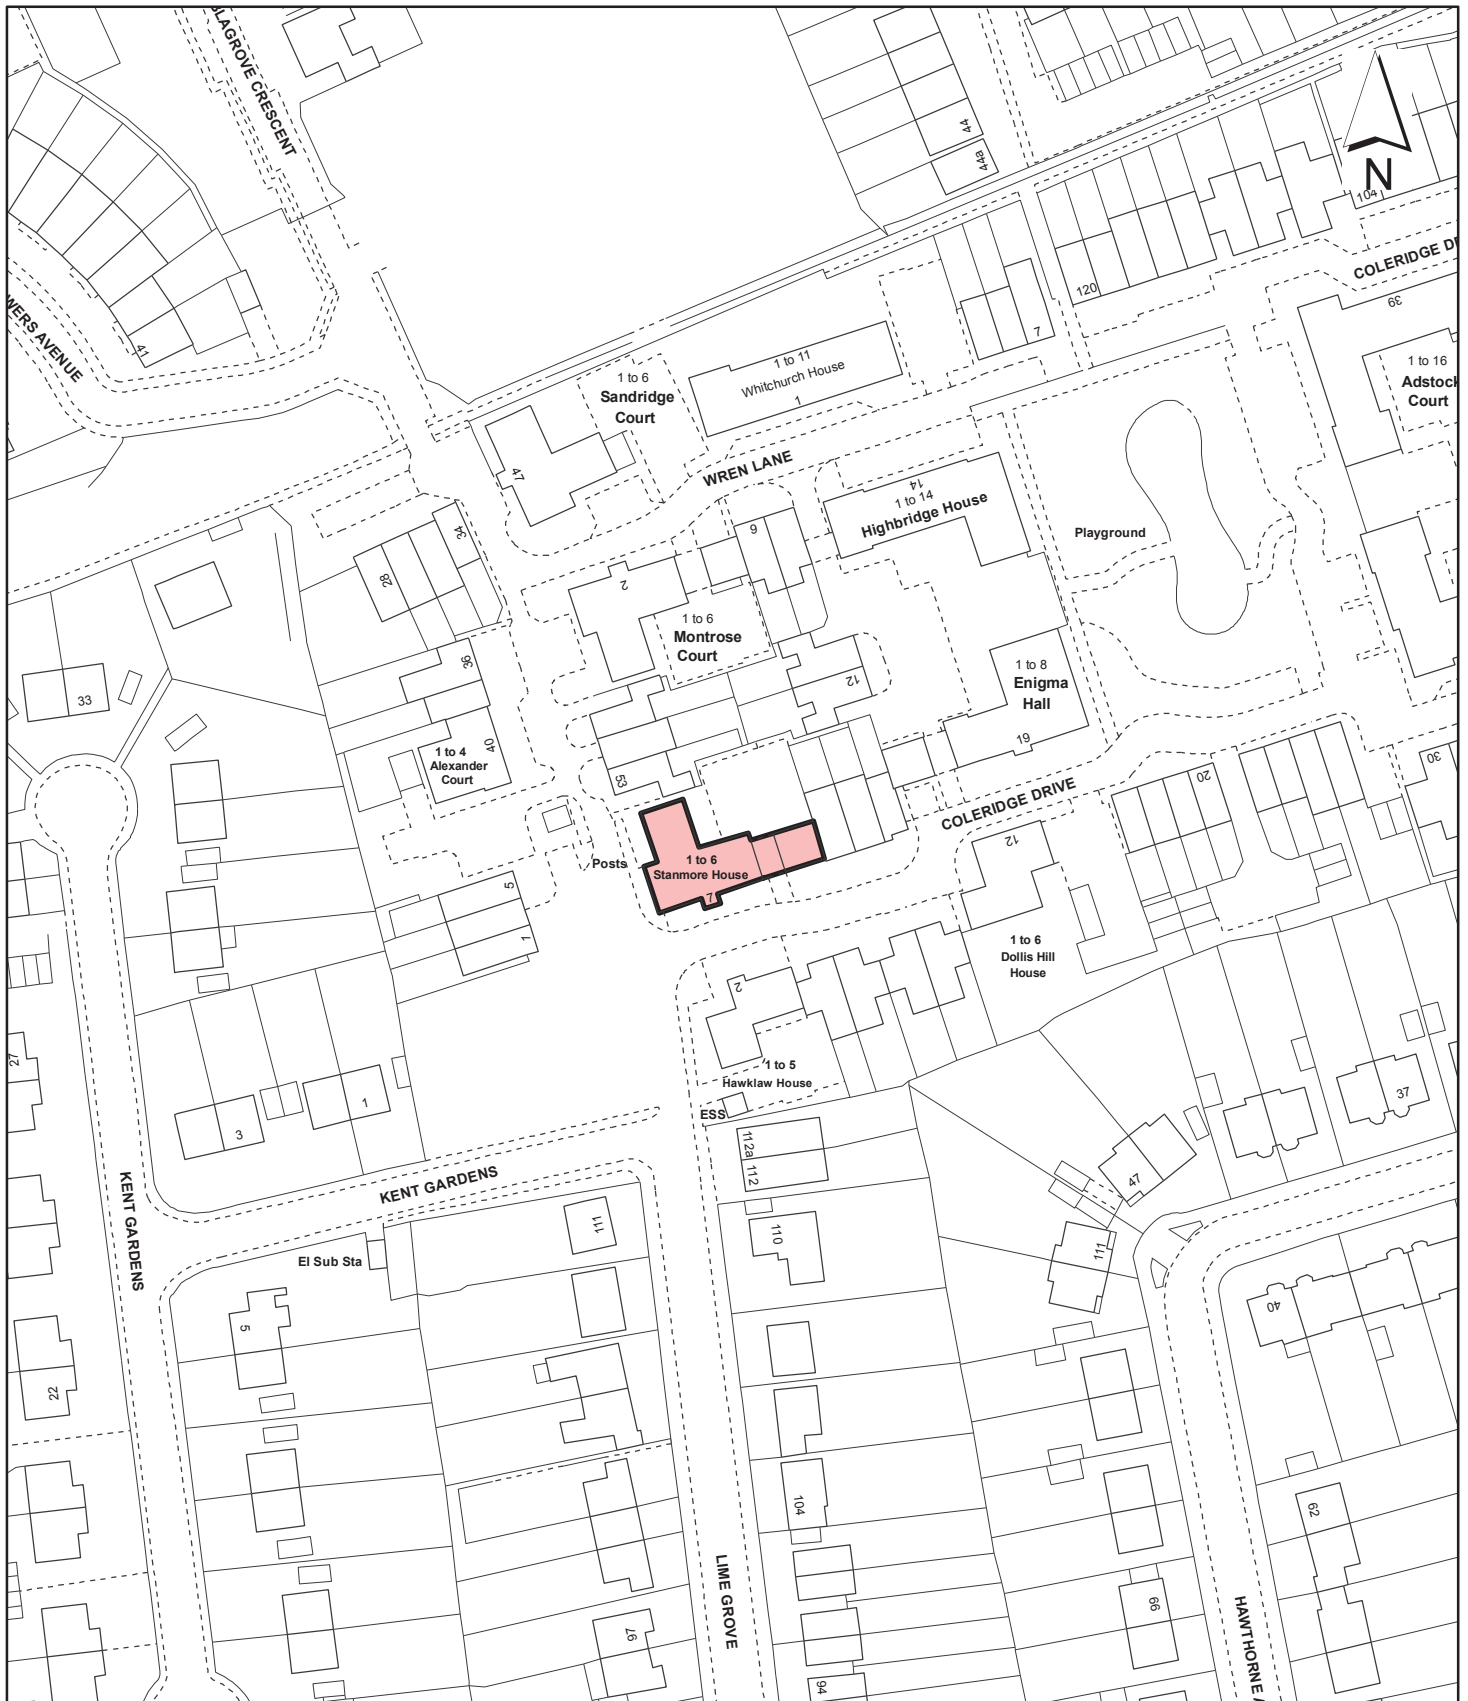 BLAGROVE CRESCENT
44
44a
N
104
COLERIDGE DR
39
120
7
41
WERS AVENUE
1 to 11
Whitchurch House
1
1 to 6
Sandridge
Court
1 to 16
Adstock
Court
47
WREN LANE
14
1 to 14
Highbridge House
Playground
34
28
9
2
1 to 6
Montrose
Court
36
33
12
1 to 8
Enigma
Hall
19
40
1 to 4
Alexander
Court
53
COLERIDGE DRIVE
20
30
12
Posts
1 to 6
Stanmore House
7
5
7
1 to 6
Dollis Hill
House
2
27
1 to 5
Hawklaw House
ESS
1
3
37
112a
112
47
KENT GARDENS
KENT GARDENS
111
110
111
El Sub Sta
5
40
22
104
62
LIME GROVE
66
HAWTHORNE A
97
94